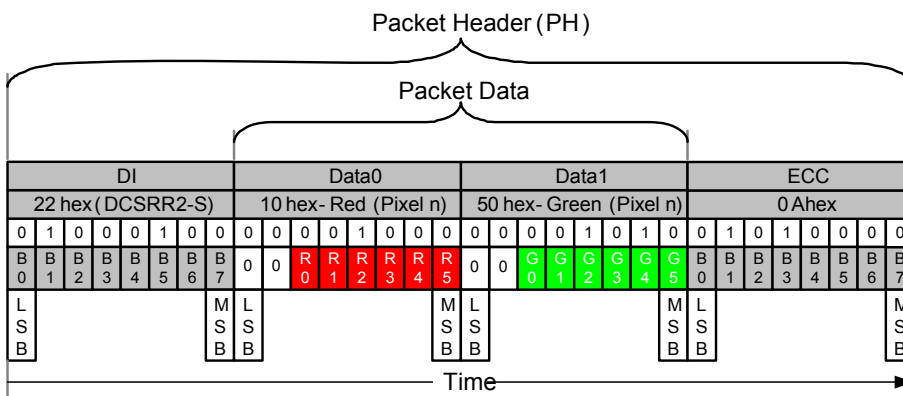 Packet Header (PH)
Packet Data
DI Data0 Data1 ECC
22 hex (DCSRR2-S) 10 hex- Red (Pixel n) 50 hex- Green (Pixel n) 0Ahex
0 1 0 0 0 1 0 0 0 0 0 0 1 0 0 0 0 0 0 0 1 0 1 0 0 1 0 1 0 0 0 0
B0 B1 B2 B3 B4 B5 B6 B7 0 0 R0 R1 R2 R3 R4 R5 0 0 G0 G1 G2 G3 G4 G5 B0 B1 B2 B3 B4 B5 B6 B7
LSB MSB LSB MSB LSB MSB LSB MSB
Time